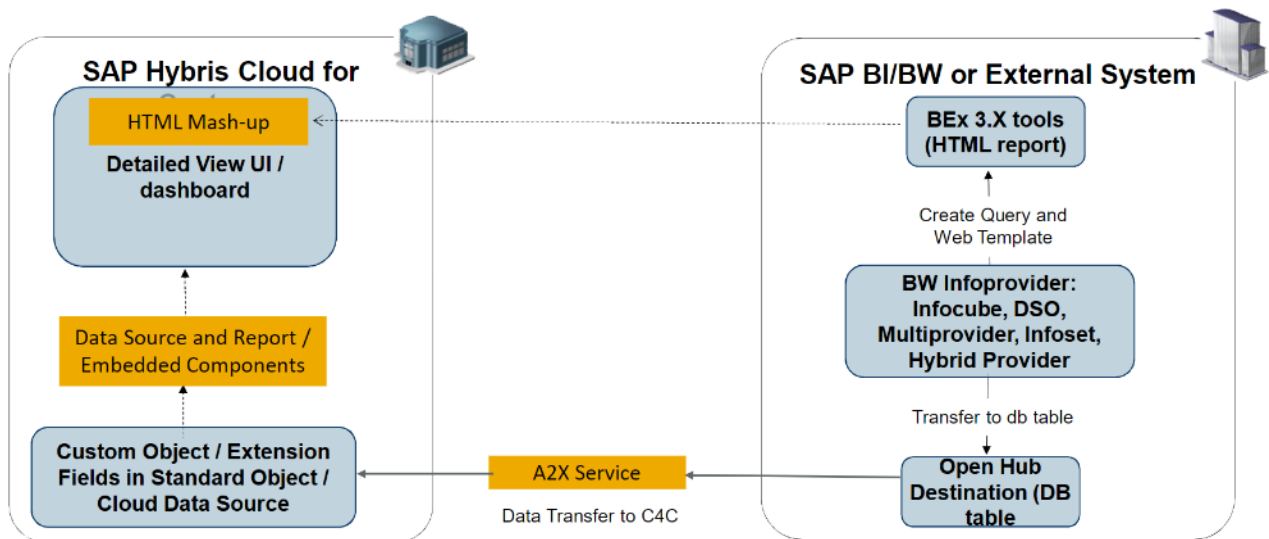 SAP Hybris Cloud for
HTML Mash-up
Detailed View UI /
dashboard
Data Source and Report /
Embedded Components
Custom Object / Extension
Fields in Standard Object /
Cloud Data Source
A2X Service
Data Transfer to C4C
SAP BI/BW or External System
BEx 3.X tools
(HTML report)
Create Query and
Web Template
BW Infoprovider:
Infocube, DSO,
Multiprovider, Infoset,
Hybrid Provider
Transfer to db table
Open Hub
Destination (DB
table